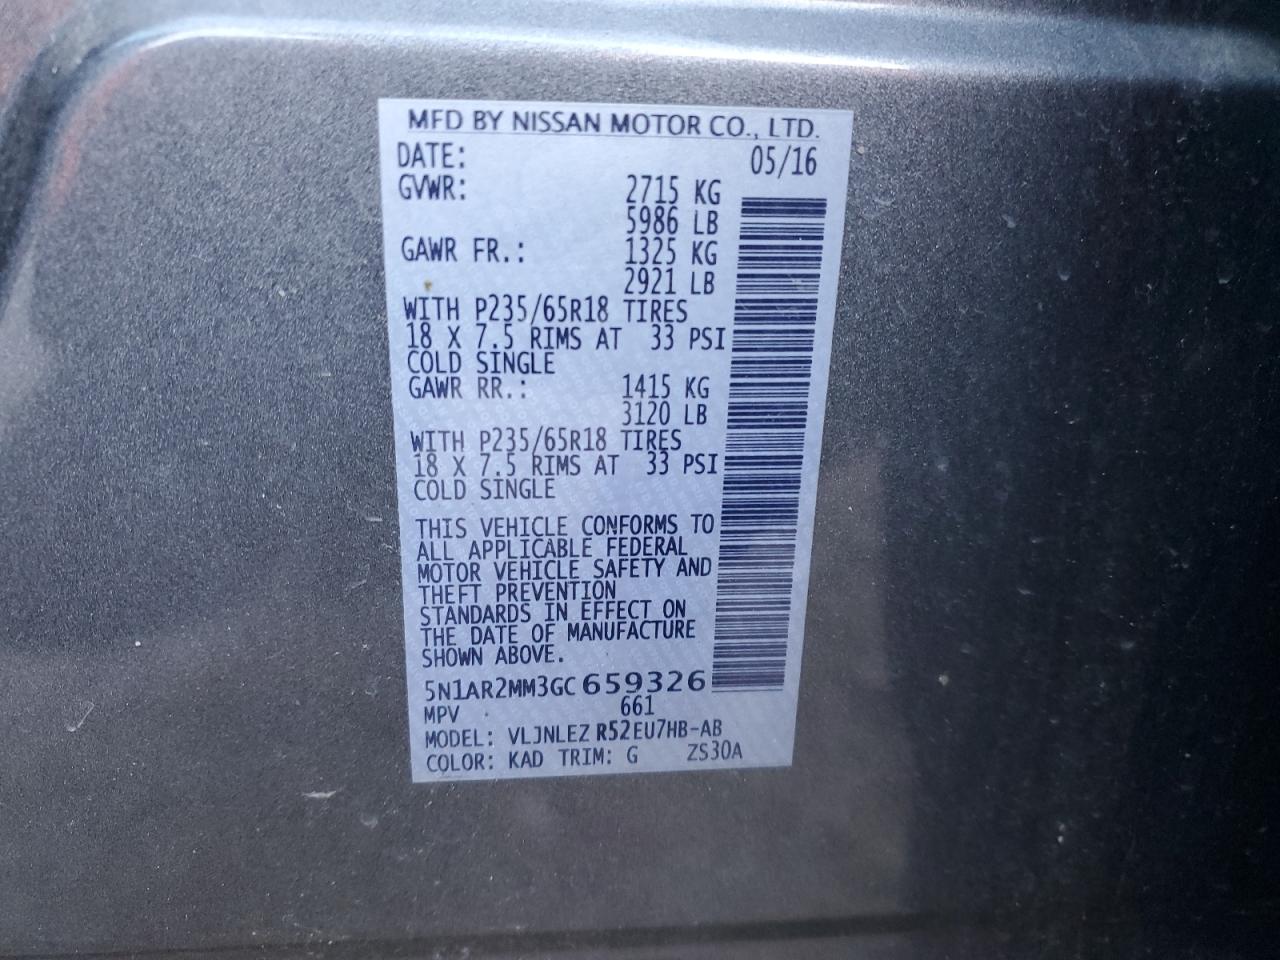 MFD BY NISSAN MOTOR CO., LTD.
DATE: 05/16
GVWR: 2715 KG
5986 LB
GAWR FR.: 1325 KG
2921 LB
WITH P235/65R18 TIRES
18 X 7.5 RIMS AT 33 PSI
COLD SINGLE
GAWR RR.: 1415 KG
3120 LB
WITH P235/65R18 TIRES
18 X 7.5 RIMS AT 33 PSI
COLD SINGLE
THIS VEHICLE CONFORMS TO
ALL APPLICABLE FEDERAL
MOTOR VEHICLE SAFETY AND
THEFT PREVENTION
STANDARDS IN EFFECT ON
THE DATE OF MANUFACTURE
SHOWN ABOVE.
5N1AR2MM3GC659326
MPV 661
MODEL: VLJNLEZ R52EU7HB-AB
COLOR: KAD TRIM: G ZS30A